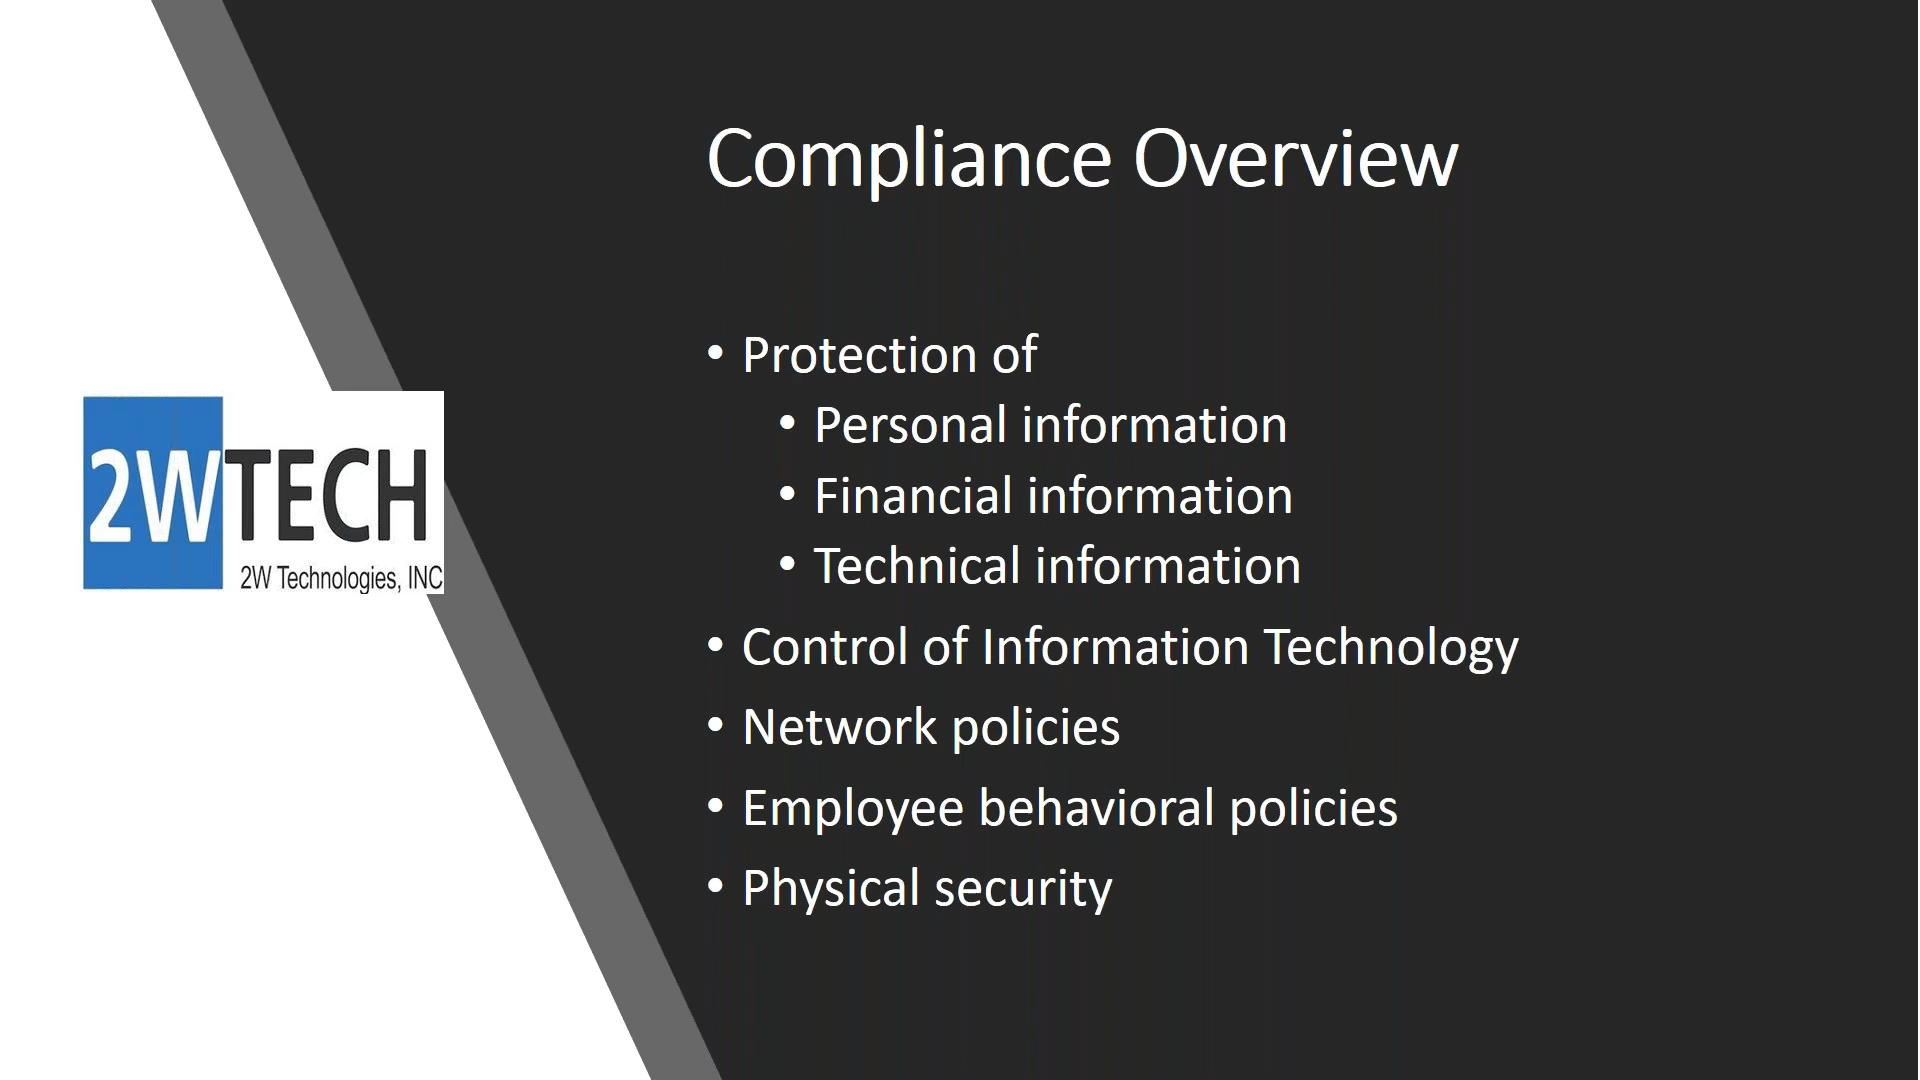 Compliance Overview
• Protection of
• Personal information
• Financial information
• Technical information
• Control of Information Technology
• Network policies
• Employee behavioral policies
• Physical security
2WTECH
2W Technologies, INC